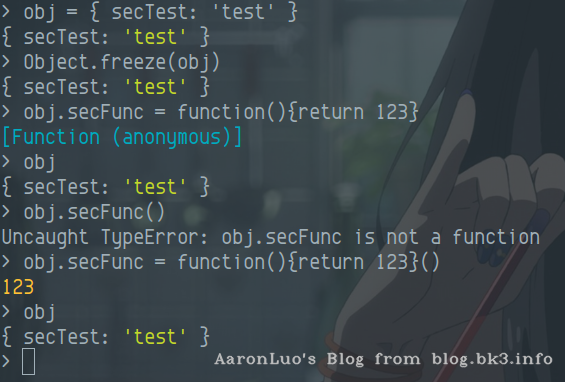 > obj = { secTest: 'test' }
{ secTest: 'test' }
> Object.freeze(obj)
{ secTest: 'test' }
> obj.secFunc = function(){return 123}
[Function (anonymous)]
> obj
{ secTest: 'test' }
> obj.secFunc()
Uncaught TypeError: obj.secFunc is not a function
> obj.secFunc = function(){return 123}()
123
> obj
{ secTest: 'test' }
>
AaronLuo's Blog from blog.bk3.info